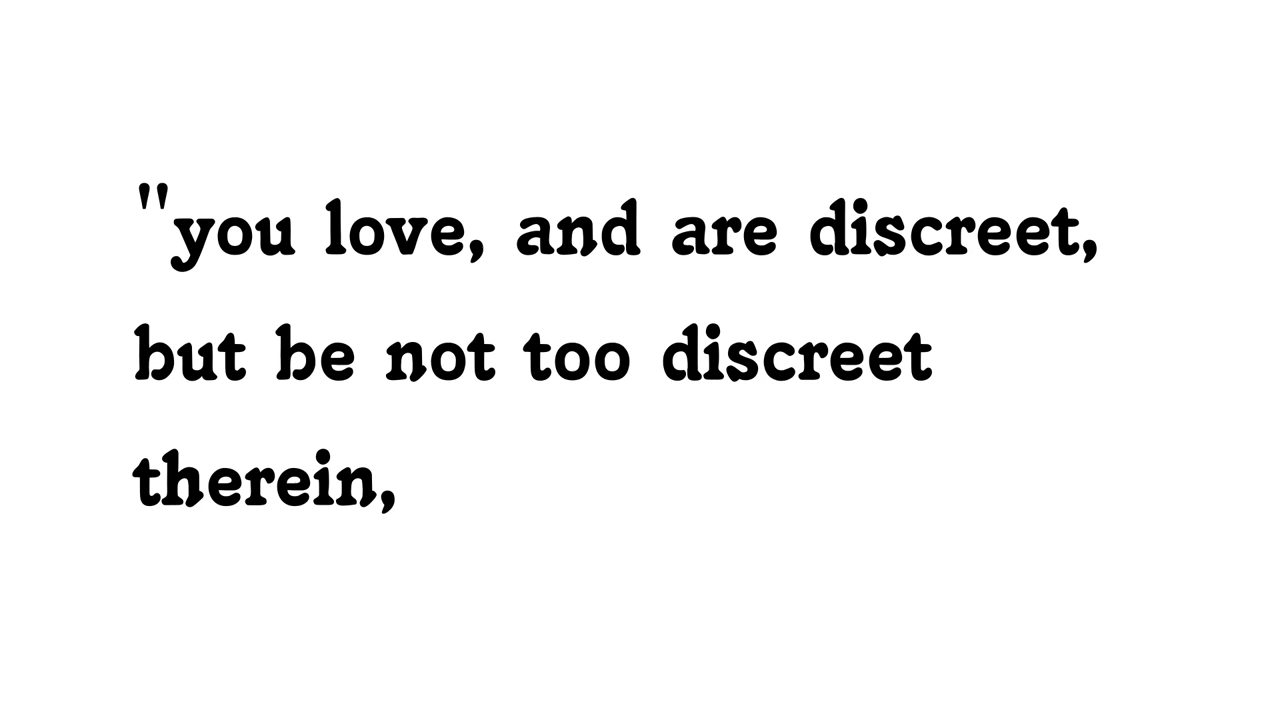 "you love, and are discreet,
but be not too discreet
therein,